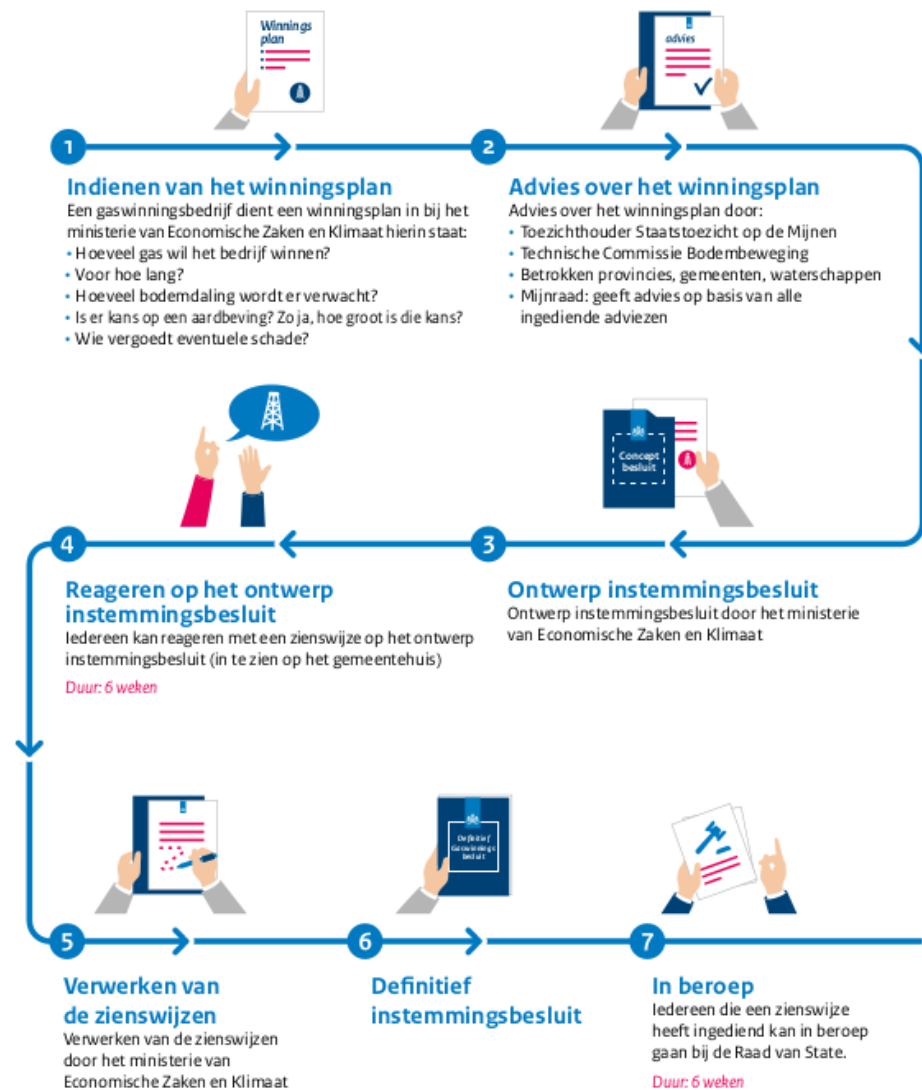 Winnings
plan
advies
1
2
Indienen van het winningsplan
Een gaswinningsbedrijf dient een winningsplan in bij het
ministerie van Economische Zaken en Klimaat hierin staat:
• Hoeveel gas wil het bedrijf winnen?
• Voor hoe lang?
• Hoeveel bodemdaling wordt er verwacht?
• Is er kans op een aardbeving? Zo ja, hoe groot is die kans?
• Wie vergoedt eventuele schade?
Advies over het winningsplan
Advies over het winningsplan door:
• Toezichthouder Staatstoezicht op de Mijnen
• Technische Commissie Bodembeweging
• Betrokken provincies, gemeenten, waterschappen
• Mijnraad: geeft advies op basis van alle
ingediende adviezen
Concept
besluit
3
Ontwerp instemmingsbesluit
Ontwerp instemmingsbesluit door het ministerie
van Economische Zaken en Klimaat
4
Reageren op het ontwerp
instemmingsbesluit
Iedereen kan reageren met een zienswijze op het ontwerp
instemmingsbesluit (in te zien op het gemeentehuis)
Duur: 6 weken
Definitief
Gaswinnings
besluit
5
Verwerken van
de zienswijzen
Verwerken van de zienswijzen
door het ministerie van
Economische Zaken en Klimaat
6
Definitief
instemmingsbesluit
7
In beroep
Iedereen die een zienswijze
heeft ingediend kan in beroep
gaan bij de Raad van State.
Duur: 6 weken